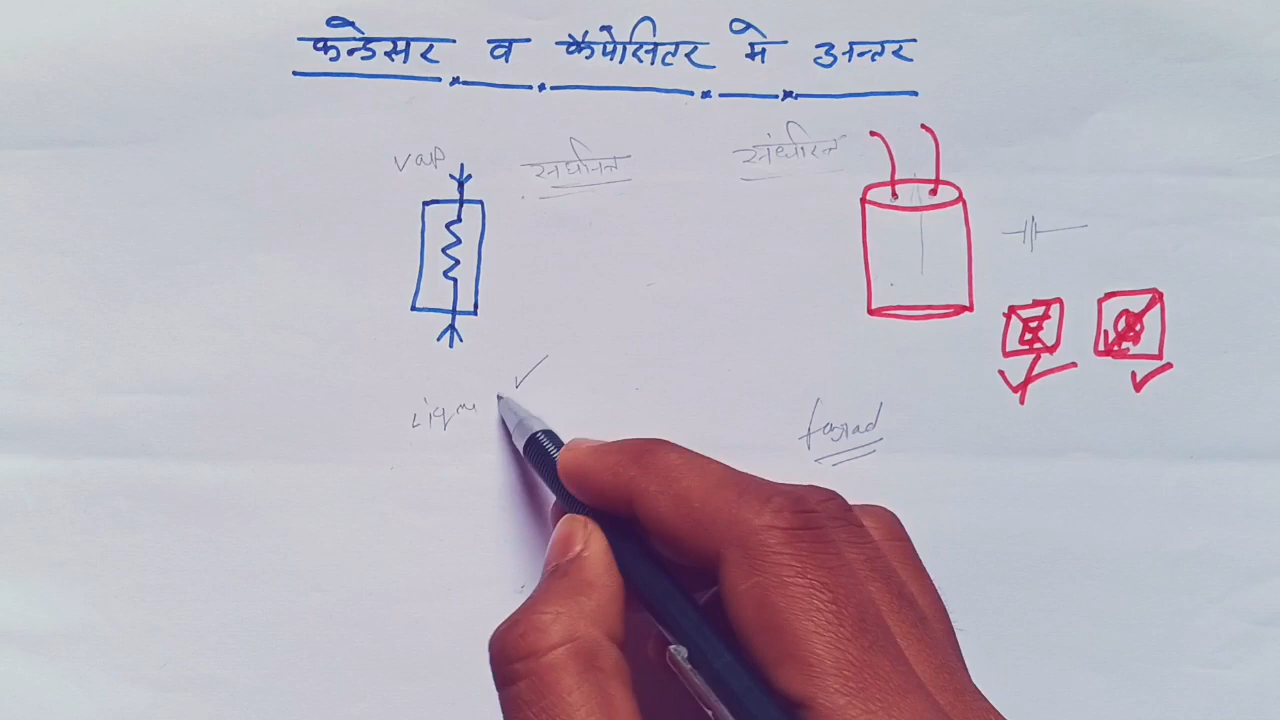 कन्डेसर व कैपेसिटर मे अन्तर
vap
संघनित्र संधारित्र
Liqu
farad